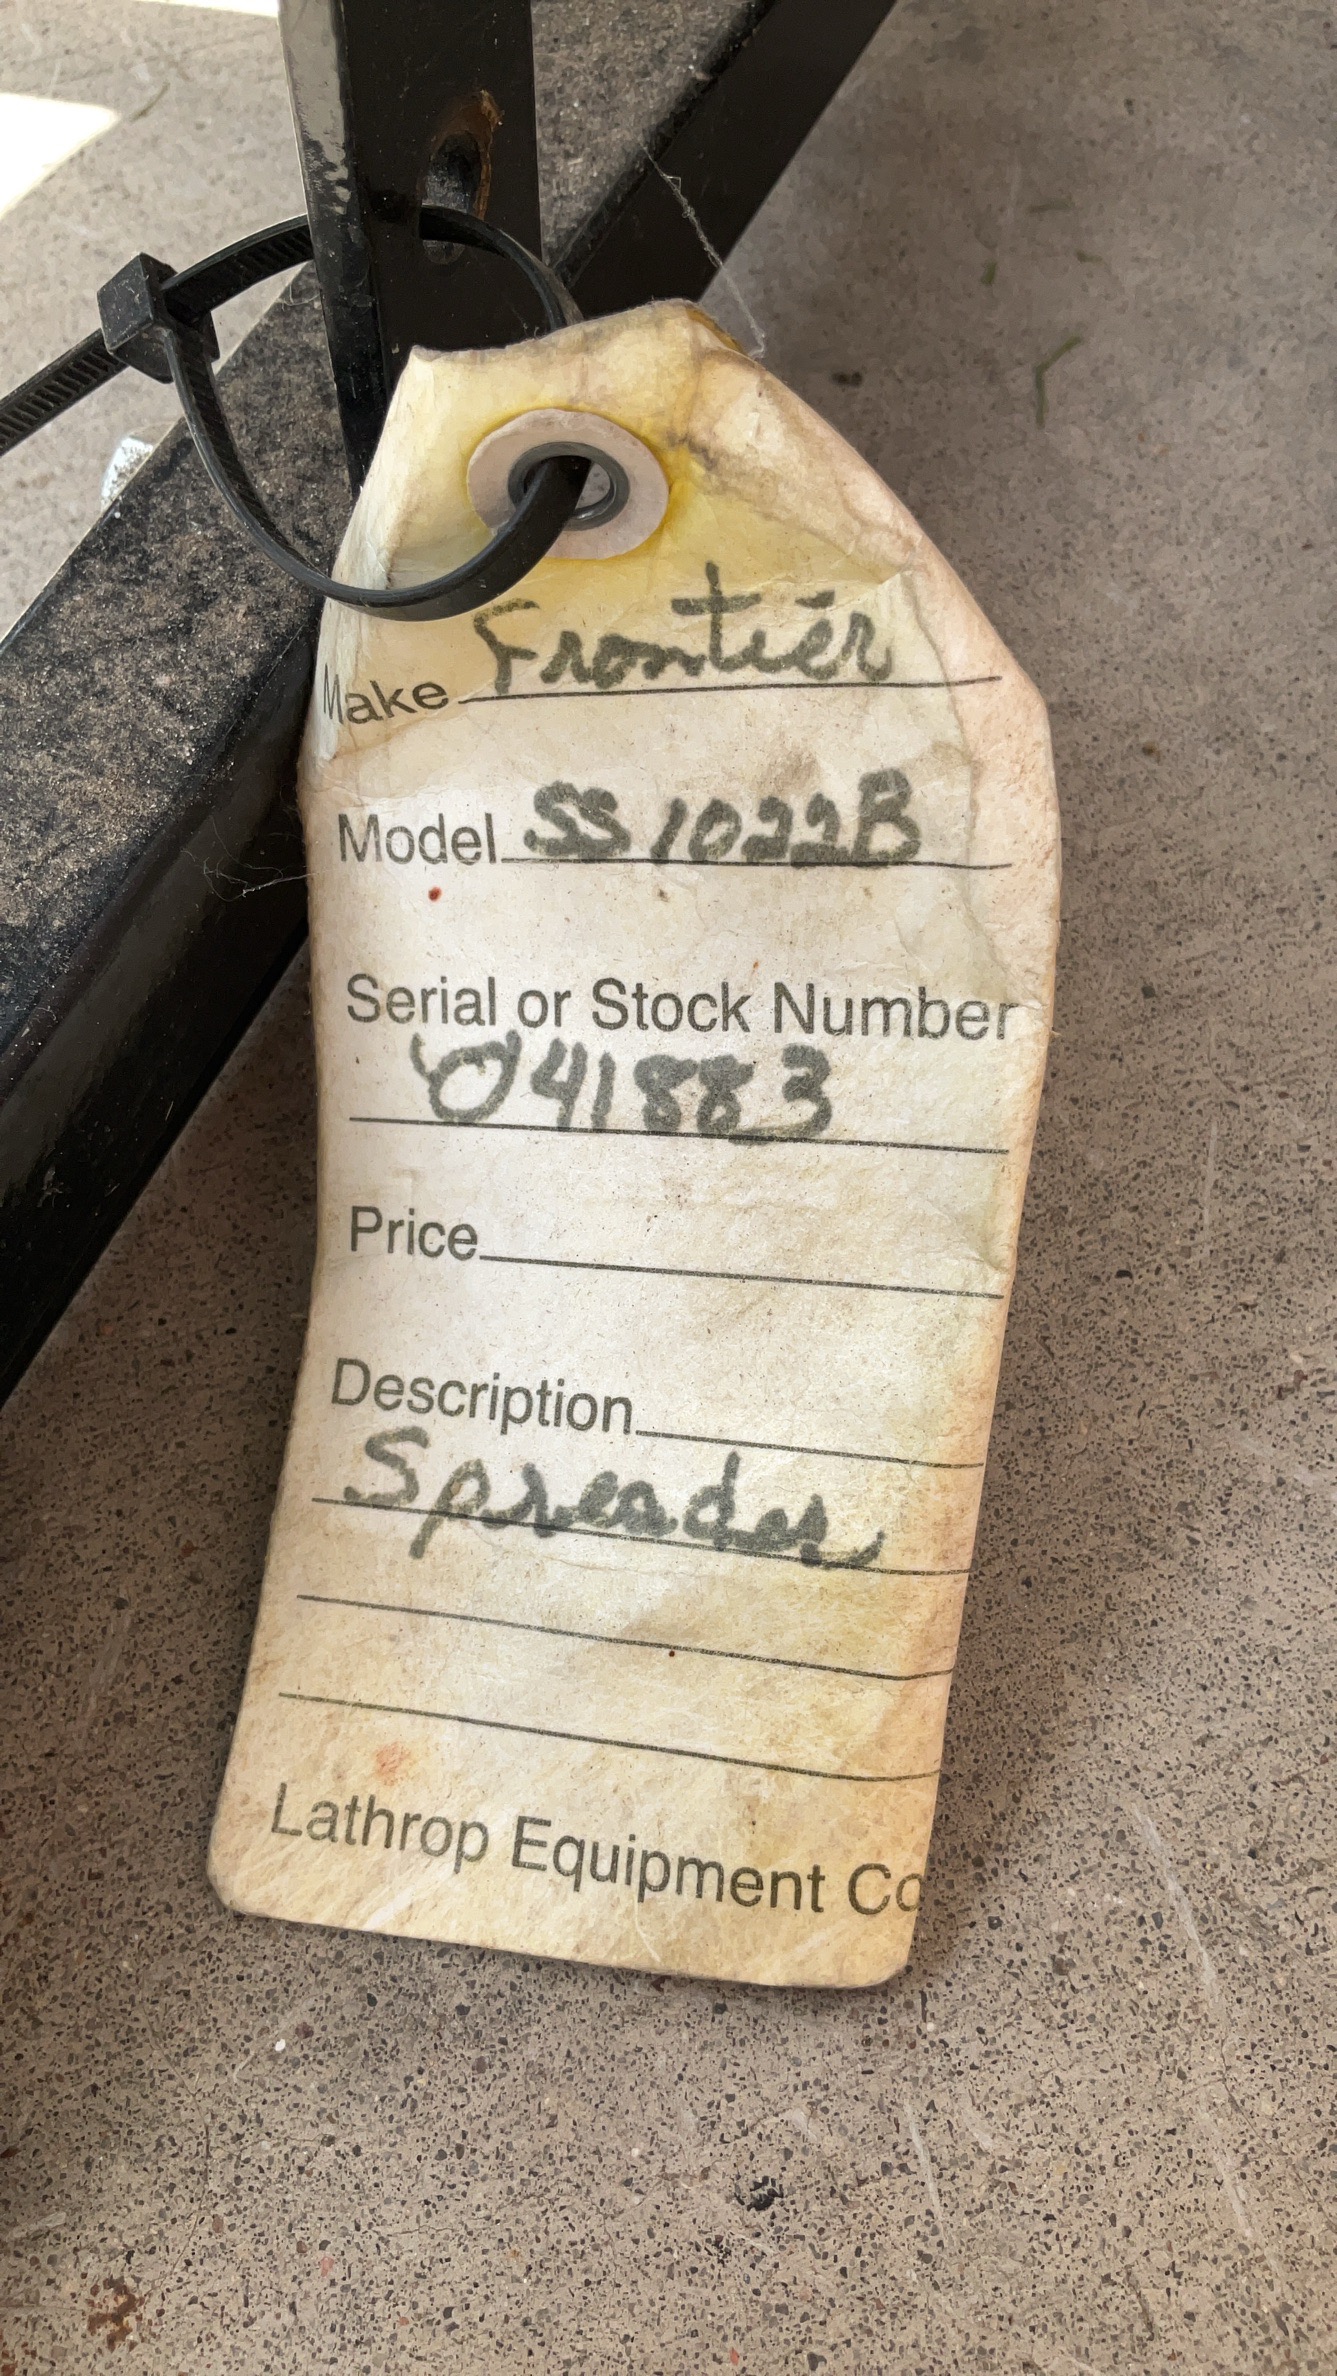 Make Frontier
Model SS1022B
Serial or Stock Number
041883
Price
Description
Spreader
Lathrop Equipment Co